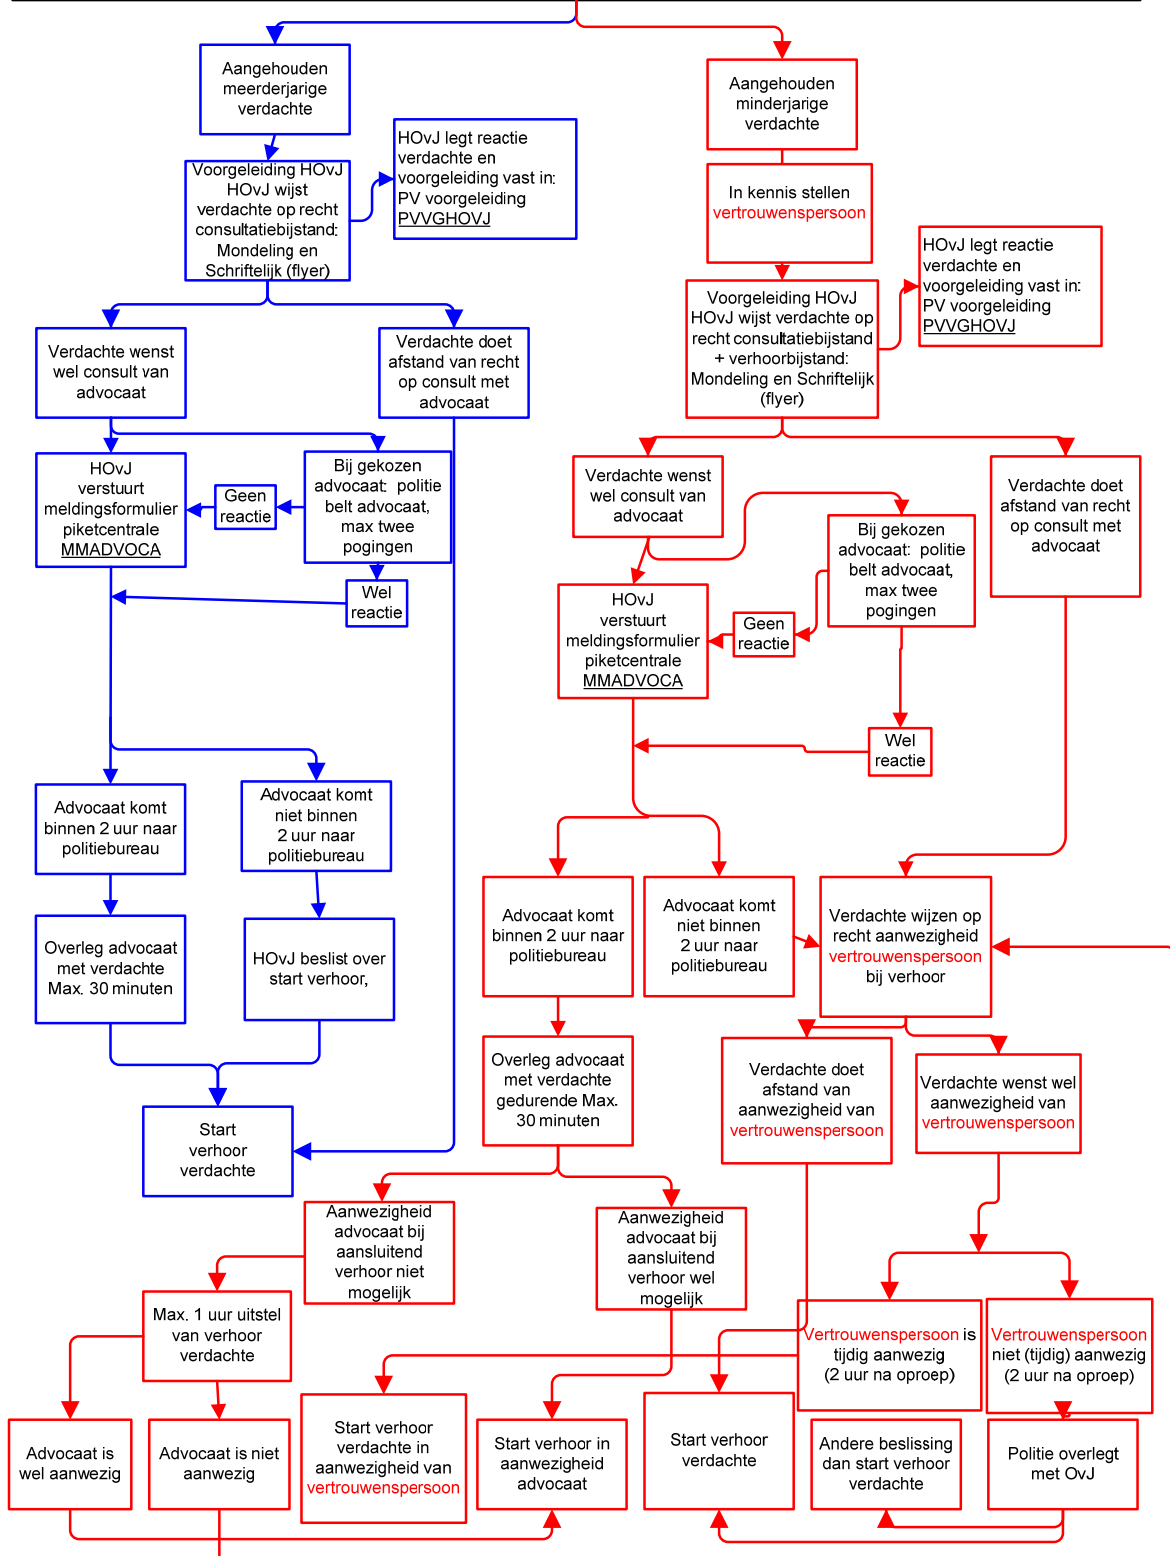 Aangehouden
meerderjarige
verdachte
Voorgeleiding HOvJ
HOvJ wijst
verdachte op recht
consultatiebijstand:
Mondeling en
Schriftelijk (flyer)
HOvJ legt reactie
verdachte en
voorgeleiding vast in:
PV voorgeleiding
PVVGHOVJ
Verdachte wenst
wel consult van
advocaat
Verdachte doet
afstand van recht
op consult met
advocaat
HOvJ
verstuurt
meldingsformulier
piketcentrale
MMADVOCA
Geen
reactie
Bij gekozen
advocaat: politie
belt advocaat,
max twee
pogingen
Wel
reactie
Advocaat komt
binnen 2 uur naar
politiebureau
Advocaat komt
niet binnen
2 uur naar
politiebureau
Overleg advocaat
met verdachte
Max. 30 minuten
HOvJ beslist over
start verhoor,
Start
verhoor
verdachte
Aangehouden
minderjarige
verdachte
In kennis stellen
vertrouwenspersoon
Voorgeleiding HOvJ
HOvJ wijst verdachte op
recht consultatiebijstand
+ verhoorbijstand:
Mondeling en Schriftelijk
(flyer)
HOvJ legt reactie
verdachte en
voorgeleiding vast in:
PV voorgeleiding
PVVGHOVJ
Verdachte wenst
wel consult van
advocaat
Verdachte doet
afstand van recht
op consult met
advocaat
Bij gekozen
advocaat: politie
belt advocaat,
max twee
pogingen
HOvJ
verstuurt
meldingsformulier
piketcentrale
MMADVOCA
Geen
reactie
Wel
reactie
Advocaat komt
binnen 2 uur naar
politiebureau
Advocaat komt
niet binnen
2 uur naar
politiebureau
Verdachte wijzen op
recht aanwezigheid
vertrouwenspersoon
bij verhoor
Overleg advocaat
met verdachte
gedurende Max.
30 minuten
Verdachte doet
afstand van
aanwezigheid van
vertrouwenspersoon
Verdachte wenst wel
aanwezigheid van
vertrouwenspersoon
Aanwezigheid
advocaat bij
aansluitend
verhoor niet
mogelijk
Aanwezigheid
advocaat bij
aansluitend
verhoor wel
mogelijk
Max. 1 uur uitstel
van verhoor
verdachte
Vertrouwenspersoon is
tijdig aanwezig
(2 uur na oproep)
Vertrouwenspersoon
niet (tijdig) aanwezig
(2 uur na oproep)
Advocaat is
wel aanwezig
Advocaat is niet
aanwezig
Start verhoor
verdachte in
aanwezigheid van
vertrouwenspersoon
Start verhoor in
aanwezigheid
advocaat
Start verhoor
verdachte
Andere beslissing
dan start verhoor
verdachte
Politie overlegt
met OvJ